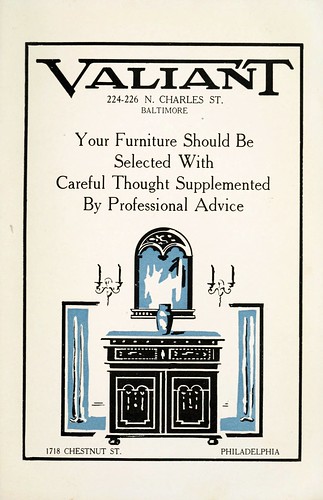 VALIANT
224-226 N. CHARLES ST.
BALTIMORE
Your Furniture Should Be
Selected With
Careful Thought Supplemented
By Professional Advice
1718 CHESTNUT ST. PHILADELPHIA